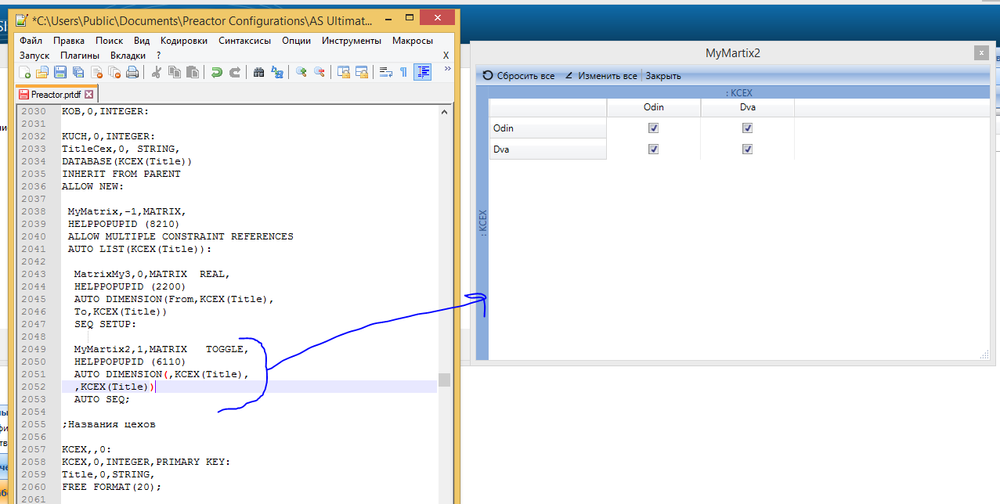 *C:\Users\Public\Documents\Preactor Configurations\AS Ultimat...
Файл Правка Поиск Вид Кодировки Синтаксисы Опции Инструменты Макросы
Запуск Плагины Вкладки ? X
Preactor.prtdf
2030 KOB,0,INTEGER:
2031
2032 KUCH,0,INTEGER:
2033 TitleCex,0, STRING,
2034 DATABASE(KCEX(Title))
2035 INHERIT FROM PARENT
2036 ALLOW NEW:
2037
2038 MyMatrix,-1,MATRIX,
2039 HELPPOPUPID (8210)
2040 ALLOW MULTIPLE CONSTRAINT REFERENCES
2041 AUTO LIST(KCEX(Title)):
2042
2043 MatrixMy3,0,MATRIX REAL,
2044 HELPPOPUPID (2200)
2045 AUTO DIMENSION(From,KCEX(Title),
2046 To,KCEX(Title))
2047 SEQ SETUP:
2048
2049 MyMartix2,1,MATRIX TOGGLE,
2050 HELPPOPUPID (6110)
2051 AUTO DIMENSION(,KCEX(Title),
2052 ,KCEX(Title))
2053 AUTO SEQ;
2054
2055 ;Названия цехов
2056
2057 KCEX,,0:
2058 KCEX,0,INTEGER,PRIMARY KEY:
2059 Title,0,STRING,
2060 FREE FORMAT(20);
2061
MyMartix2
Сбросить все Изменить все Закрыть
: KCEX
Odin Dva
Odin
Dva
: KCEX